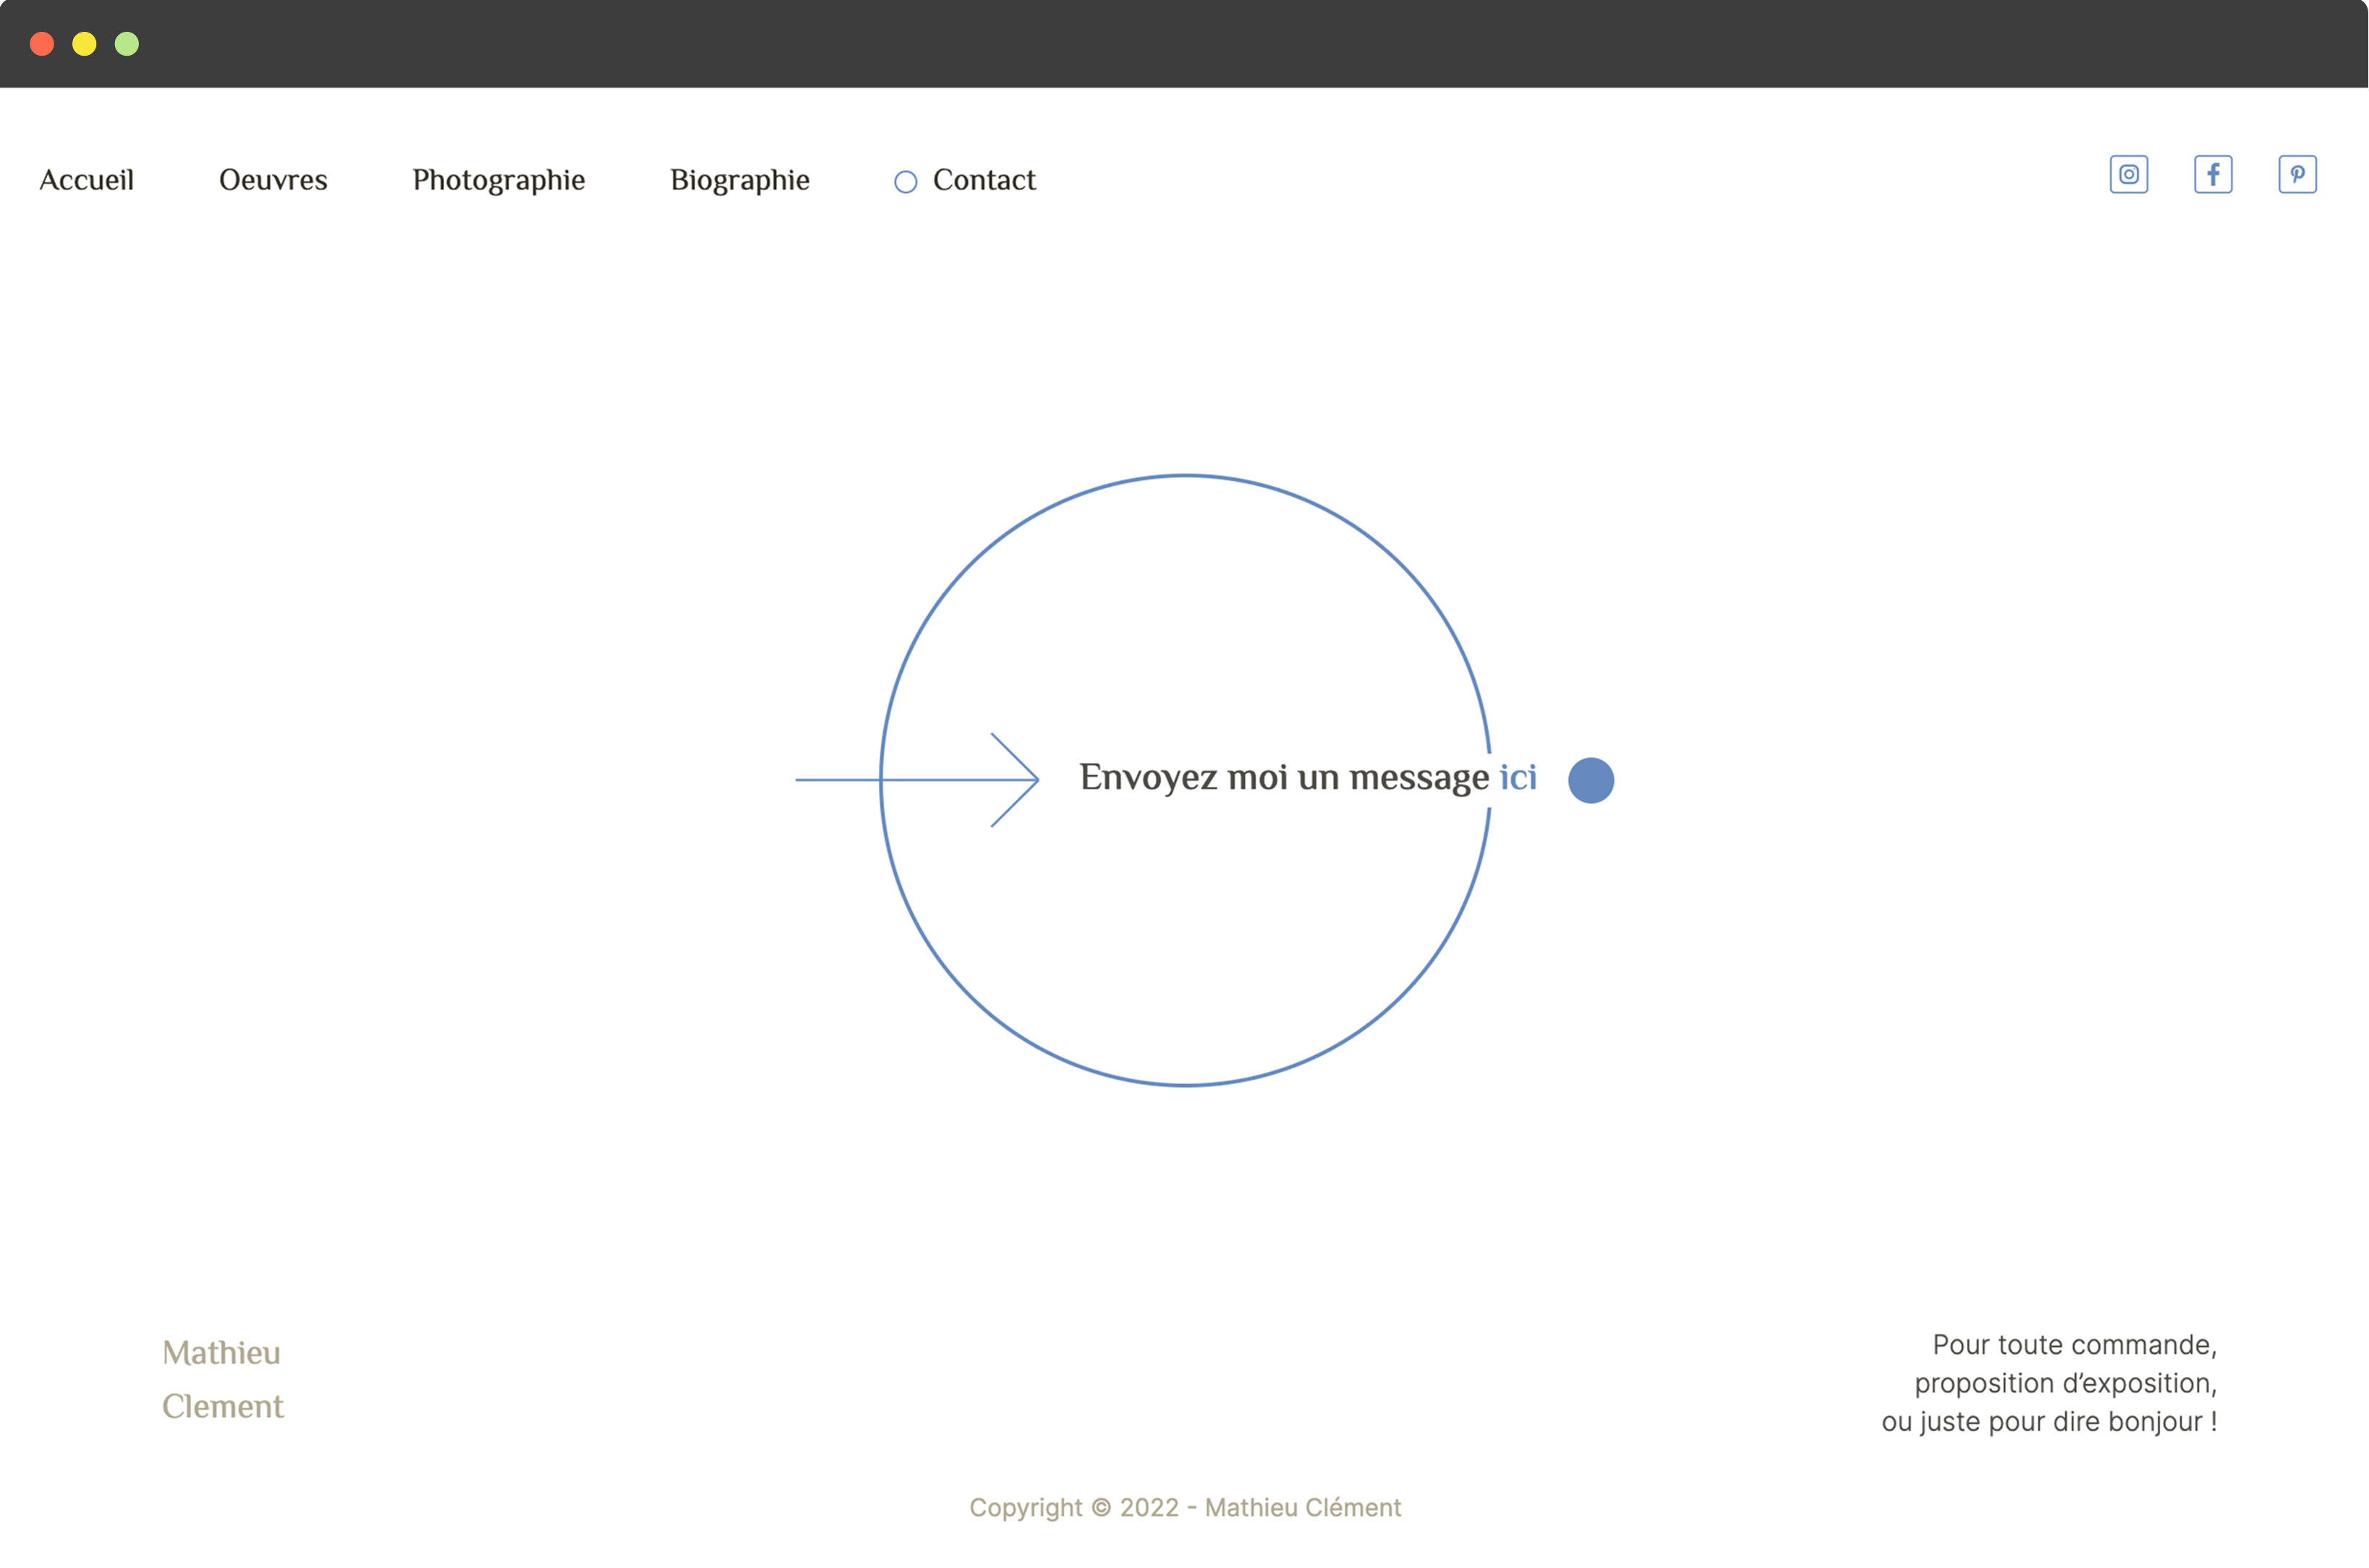 Accueil Oeuvres Photographie Biographie Contact
Envoyez moi un message ici
Mathieu
Clement
Pour toute commande,
proposition d’exposition,
ou juste pour dire bonjour !
Copyright © 2022 - Mathieu Clément